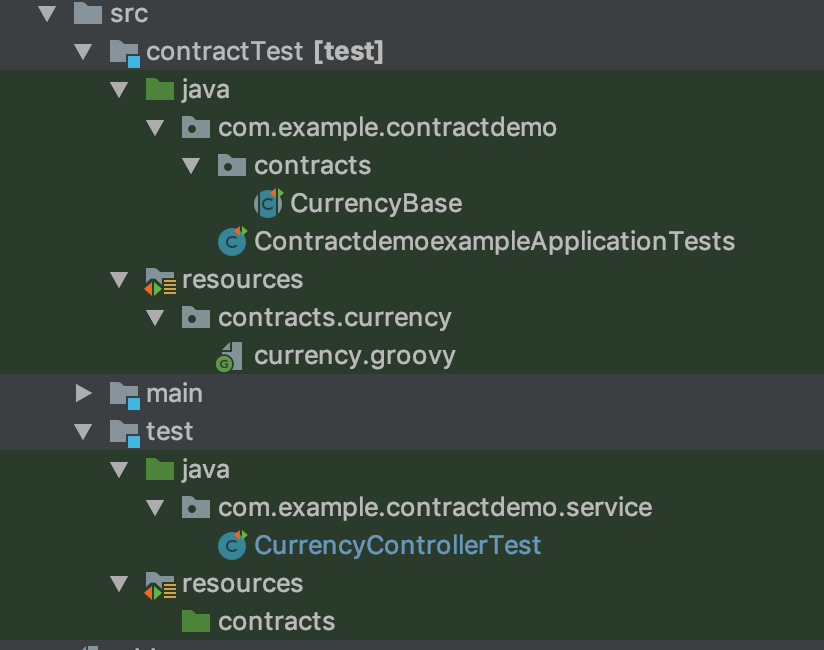 src
contractTest [test]
java
com.example.contractdemo
contracts
CurrencyBase
ContractdemoexampleApplicationTests
resources
contracts.currency
currency.groovy
main
test
java
com.example.contractdemo.service
CurrencyControllerTest
resources
contracts